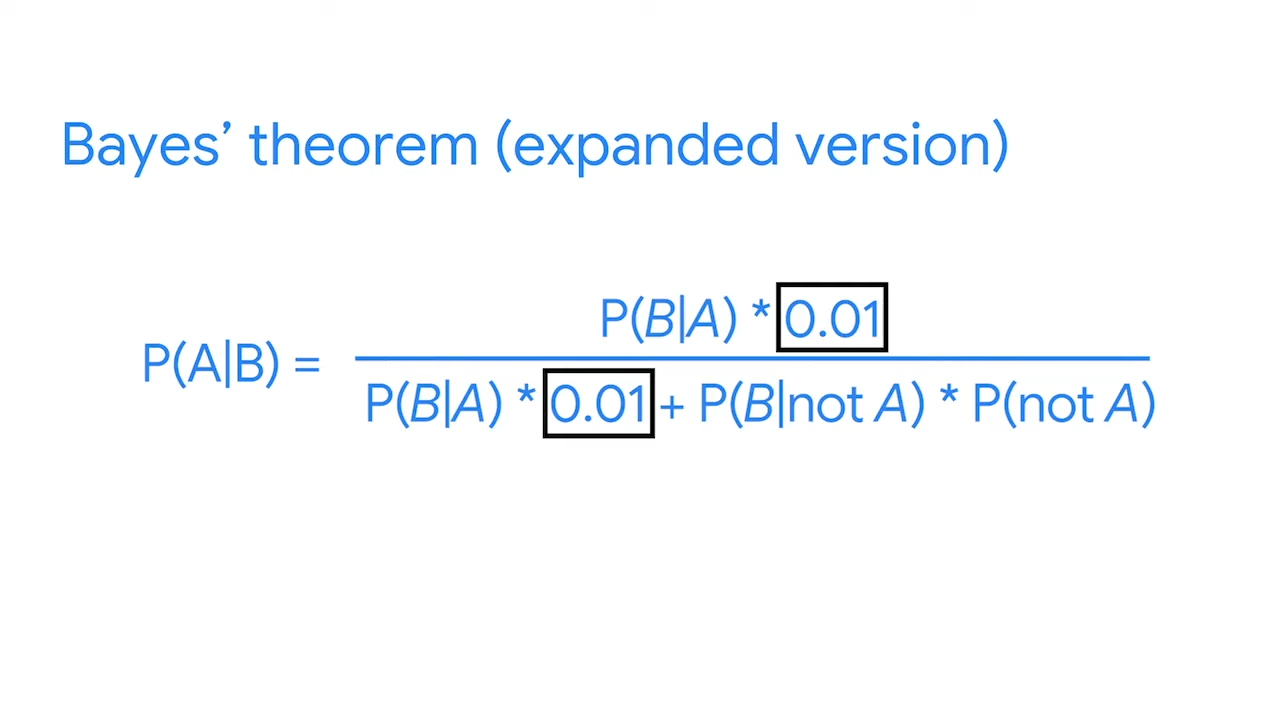 Bayes’ theorem (expanded version)
P(B|A) * 0.01
P(A|B) =
P(B|A) * 0.01 + P(B|not A) * P(not A)